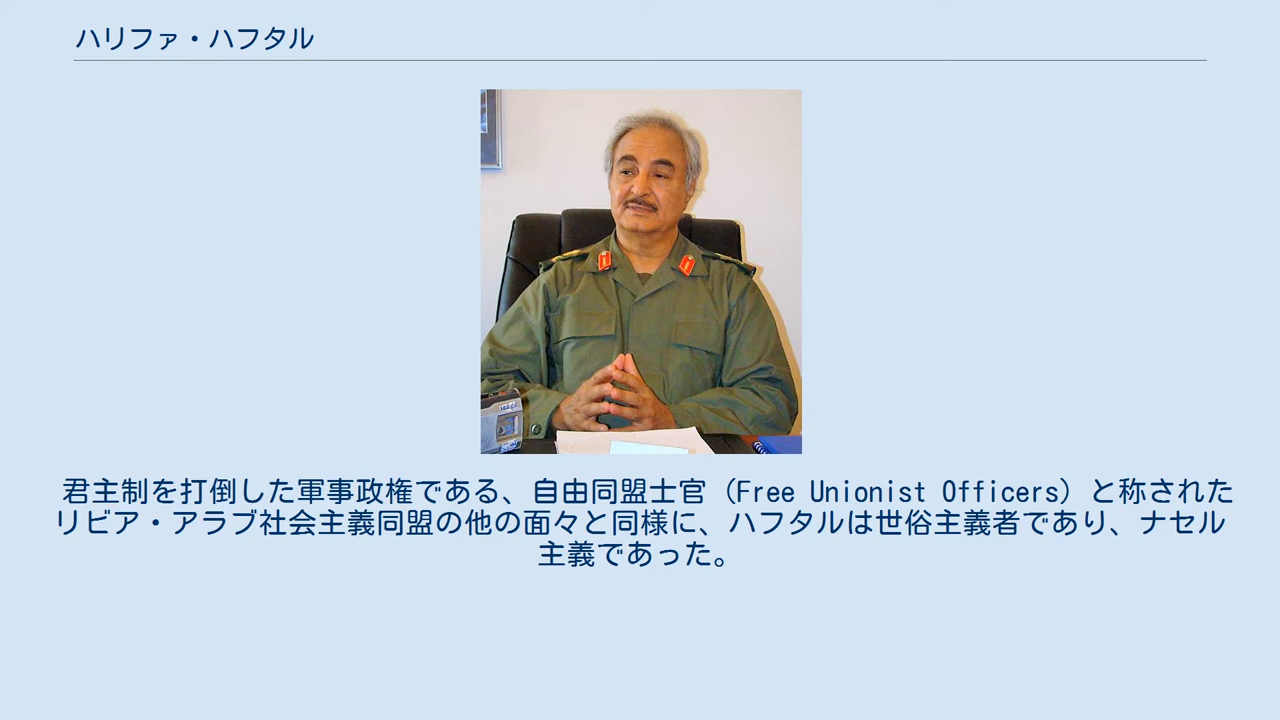 ハリファ・ハフタル
君主制を打倒した軍事政権である、自由同盟士官（Free Unionist Officers）と称された
リビア・アラブ社会主義同盟の他の面々と同様に、ハフタルは世俗主義者であり、ナセル
主義であった。